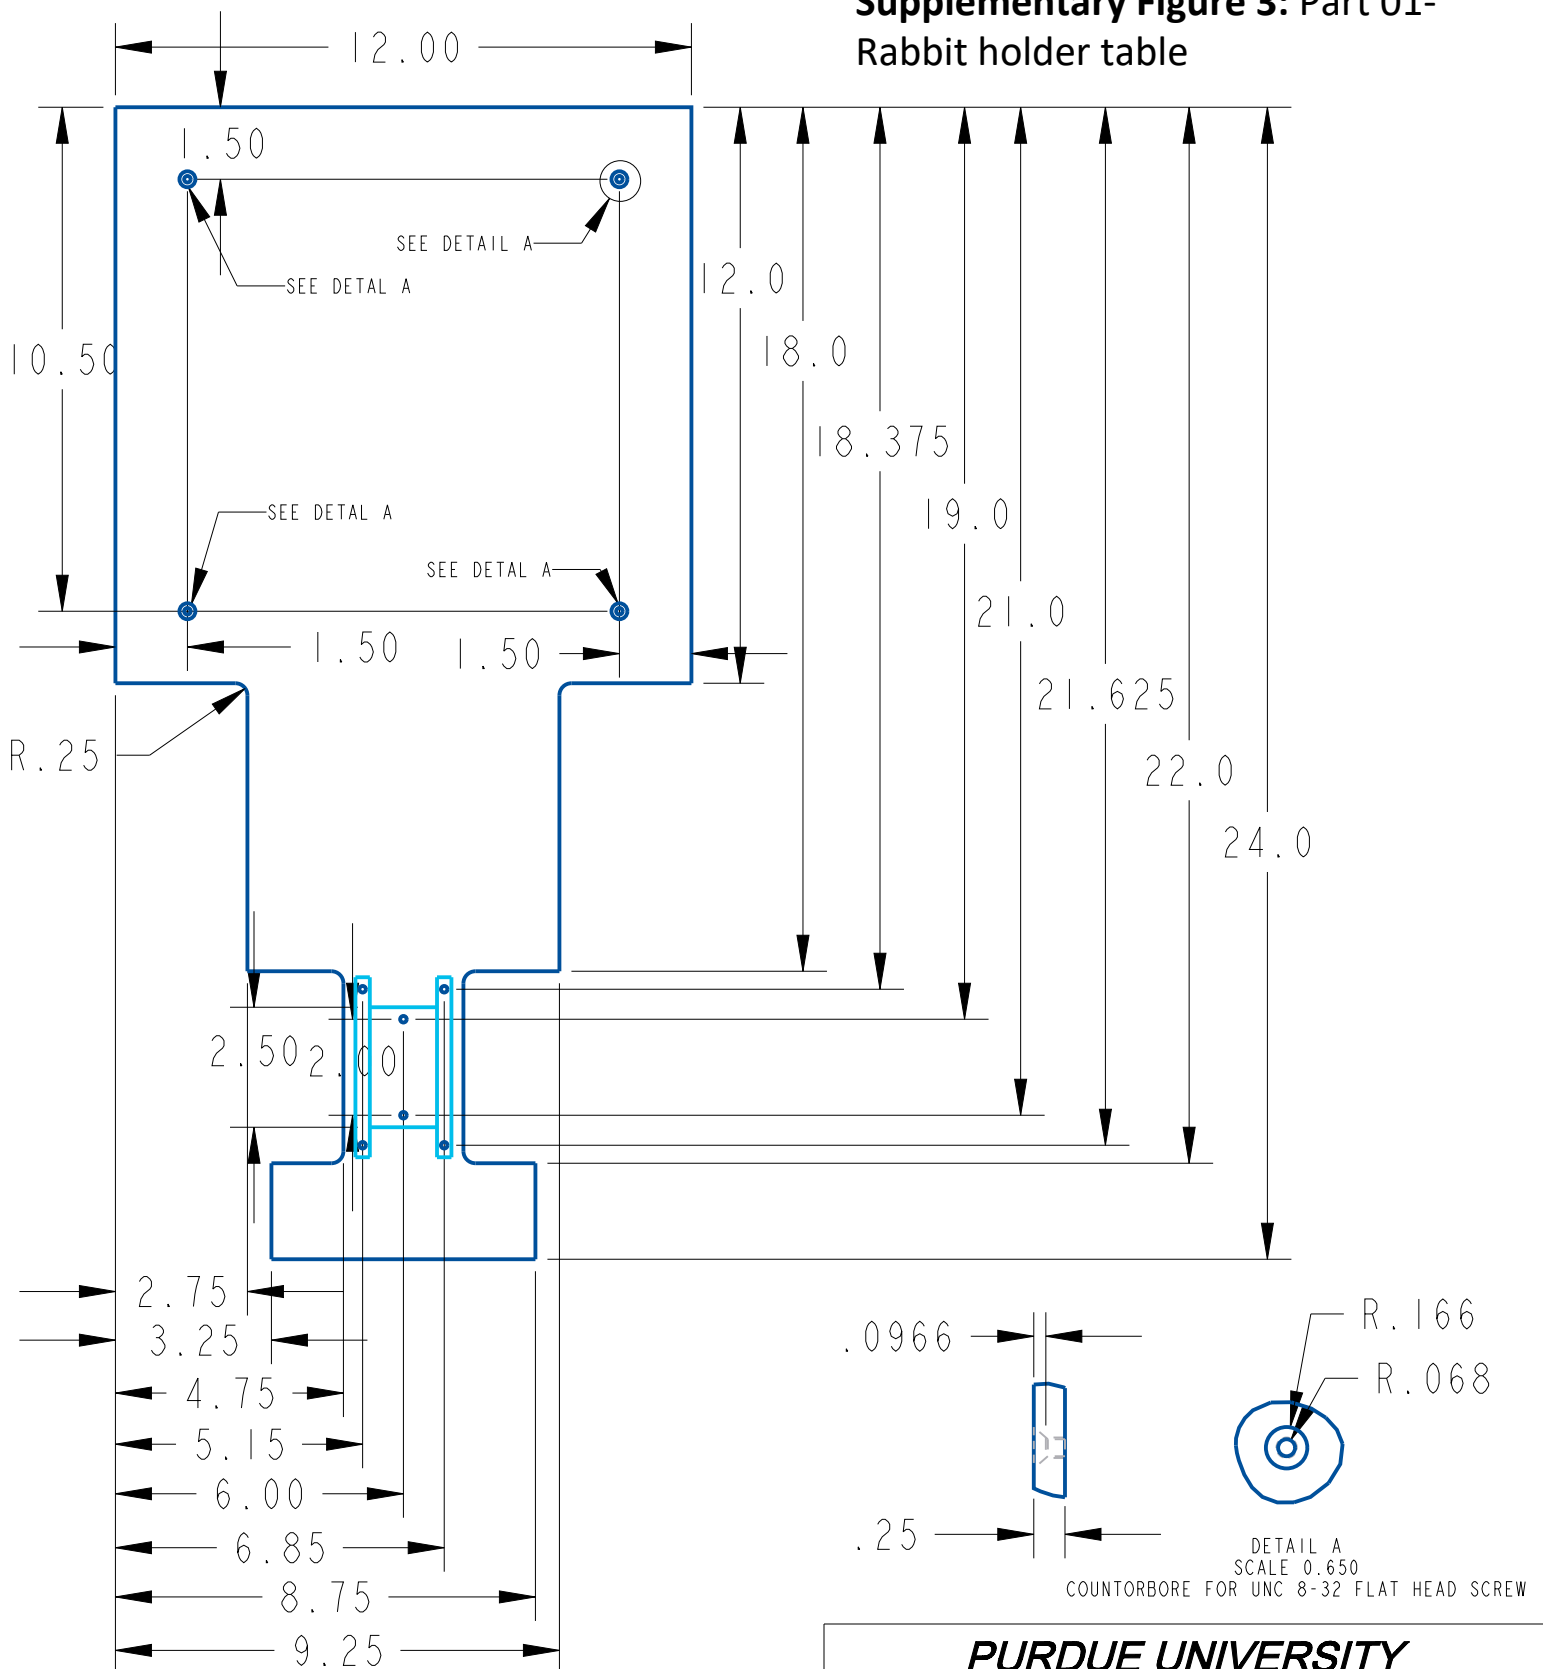 Supplementary Figure 3: Part 01-
Rabbit holder table
12.00
1.50
SEE DETAIL A
SEE DETAL A
12.0
18.0
10.50
18.375
19.0
SEE DETAL A
SEE DETAL A
21.0
1.50
1.50
21.625
R.25
22.0
24.0
2.50
2.00
2.75
3.25
4.75
5.15
6.00
6.85
8.75
9.25
.0966
R.166
R.068
.25
DETAIL A
SCALE 0.650
COUNTORBORE FOR UNC 8-32 FLAT HEAD SCREW
PURDUE UNIVERSITY